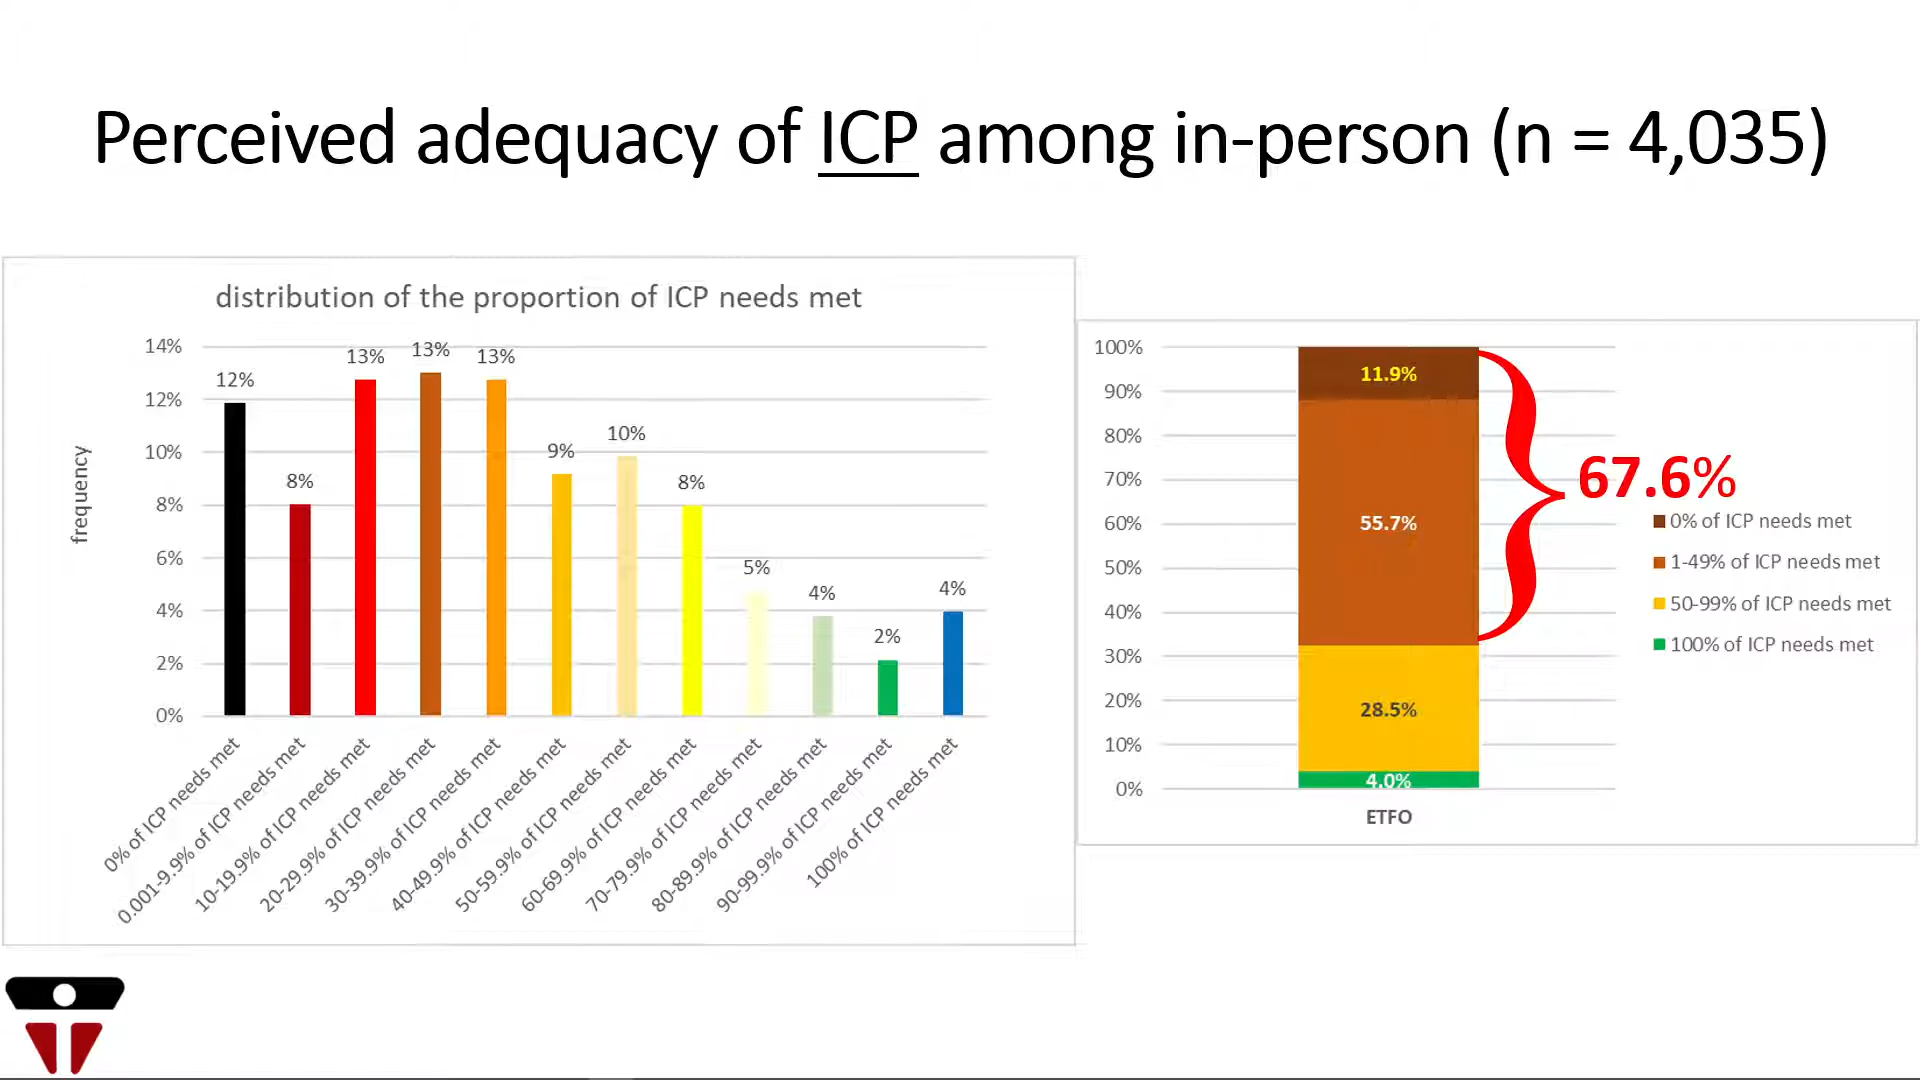 Perceived adequacy of ICP among in-person (n = 4,035)
distribution of the proportion of ICP needs met
frequency
14%
12%
10%
8%
6%
4%
2%
0%
12%
8%
13%
13%
13%
9%
10%
8%
5%
4%
2%
4%
0% of ICP needs met
0.001-9.9% of ICP needs met
10-19.9% of ICP needs met
20-29.9% of ICP needs met
30-39.9% of ICP needs met
40-49.9% of ICP needs met
50-59.9% of ICP needs met
60-69.9% of ICP needs met
70-79.9% of ICP needs met
80-89.9% of ICP needs met
90-99.9% of ICP needs met
100% of ICP needs met
100%
90%
80%
70%
60%
50%
40%
30%
20%
10%
0%
11.9%
55.7%
28.5%
4.0%
ETFO
67.6%
0% of ICP needs met
1-49% of ICP needs met
50-99% of ICP needs met
100% of ICP needs met